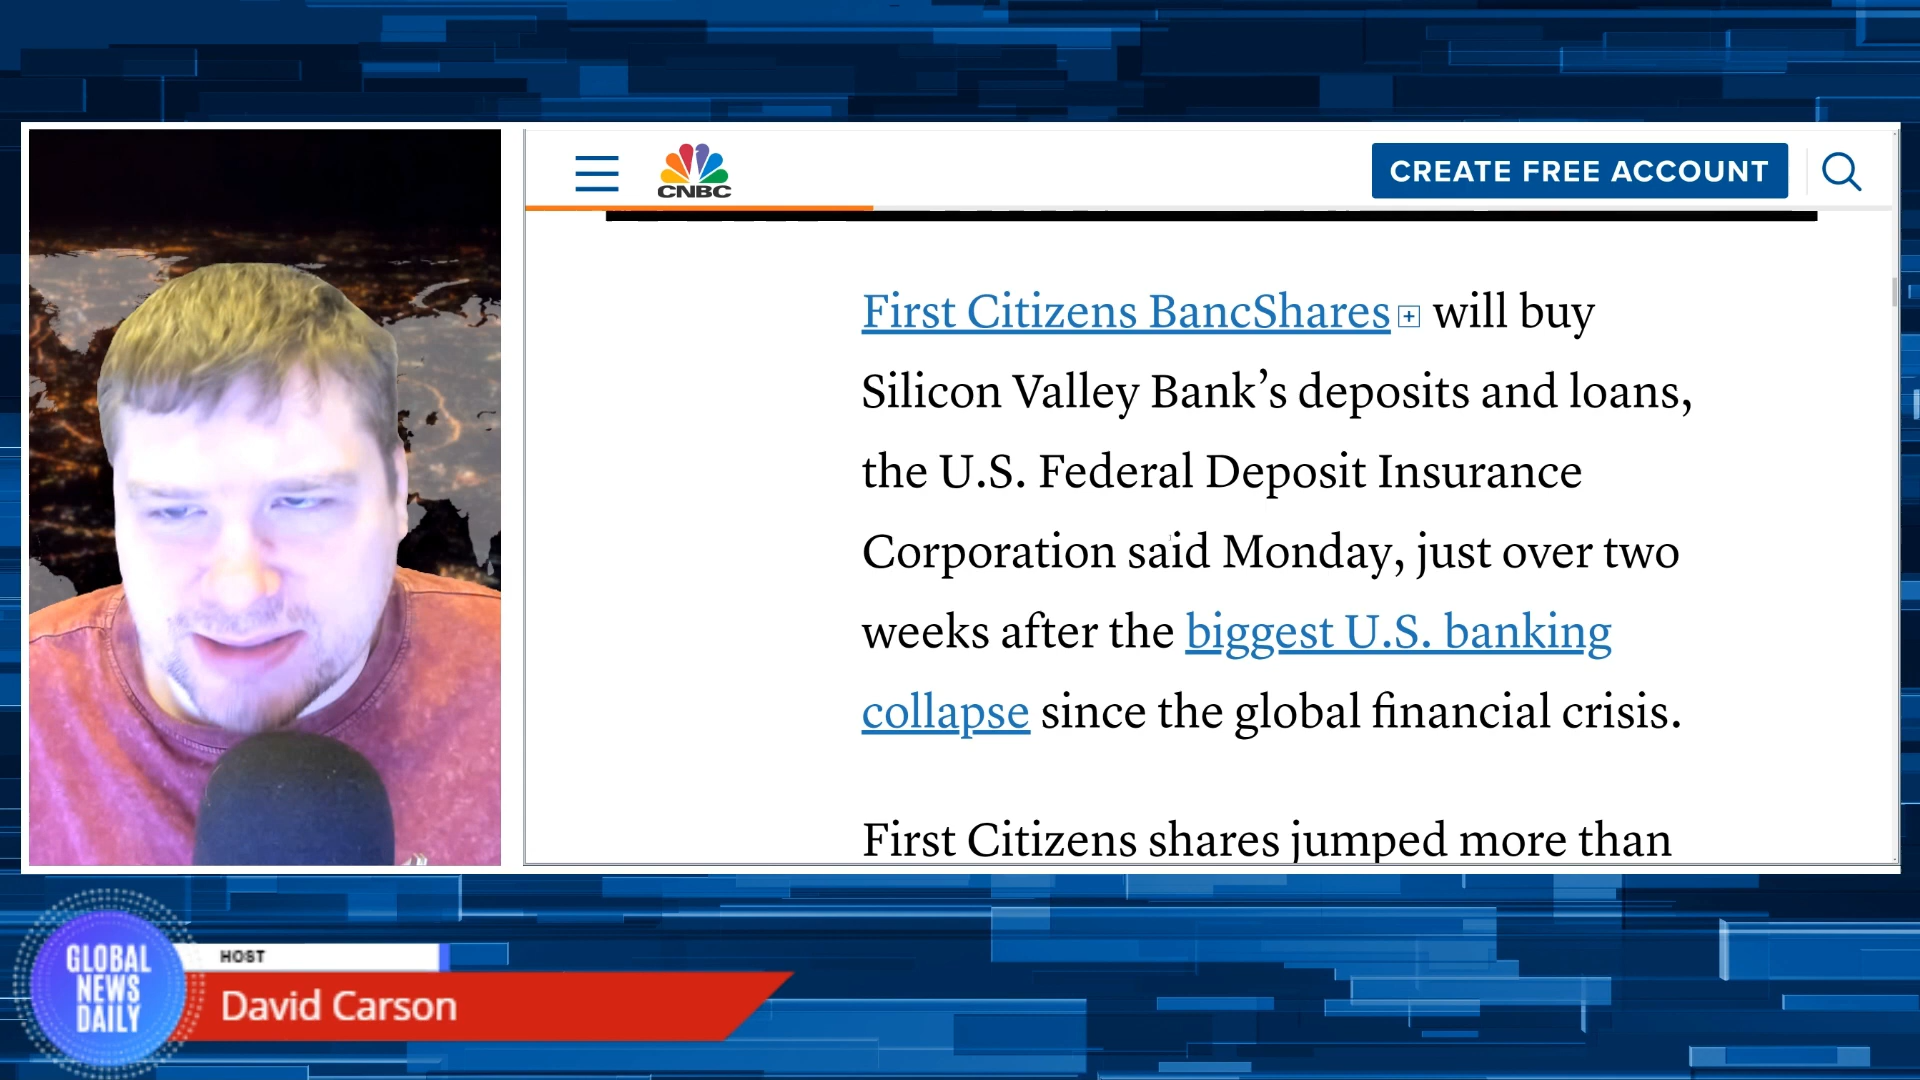 CNBC
CREATE FREE ACCOUNT
First Citizens BancShares + will buy
Silicon Valley Bank’s deposits and loans,
the U.S. Federal Deposit Insurance
Corporation said Monday, just over two
weeks after the biggest U.S. banking
collapse since the global financial crisis.
First Citizens shares jumped more than
GLOBAL
NEWS
DAILY
HOST
David Carson